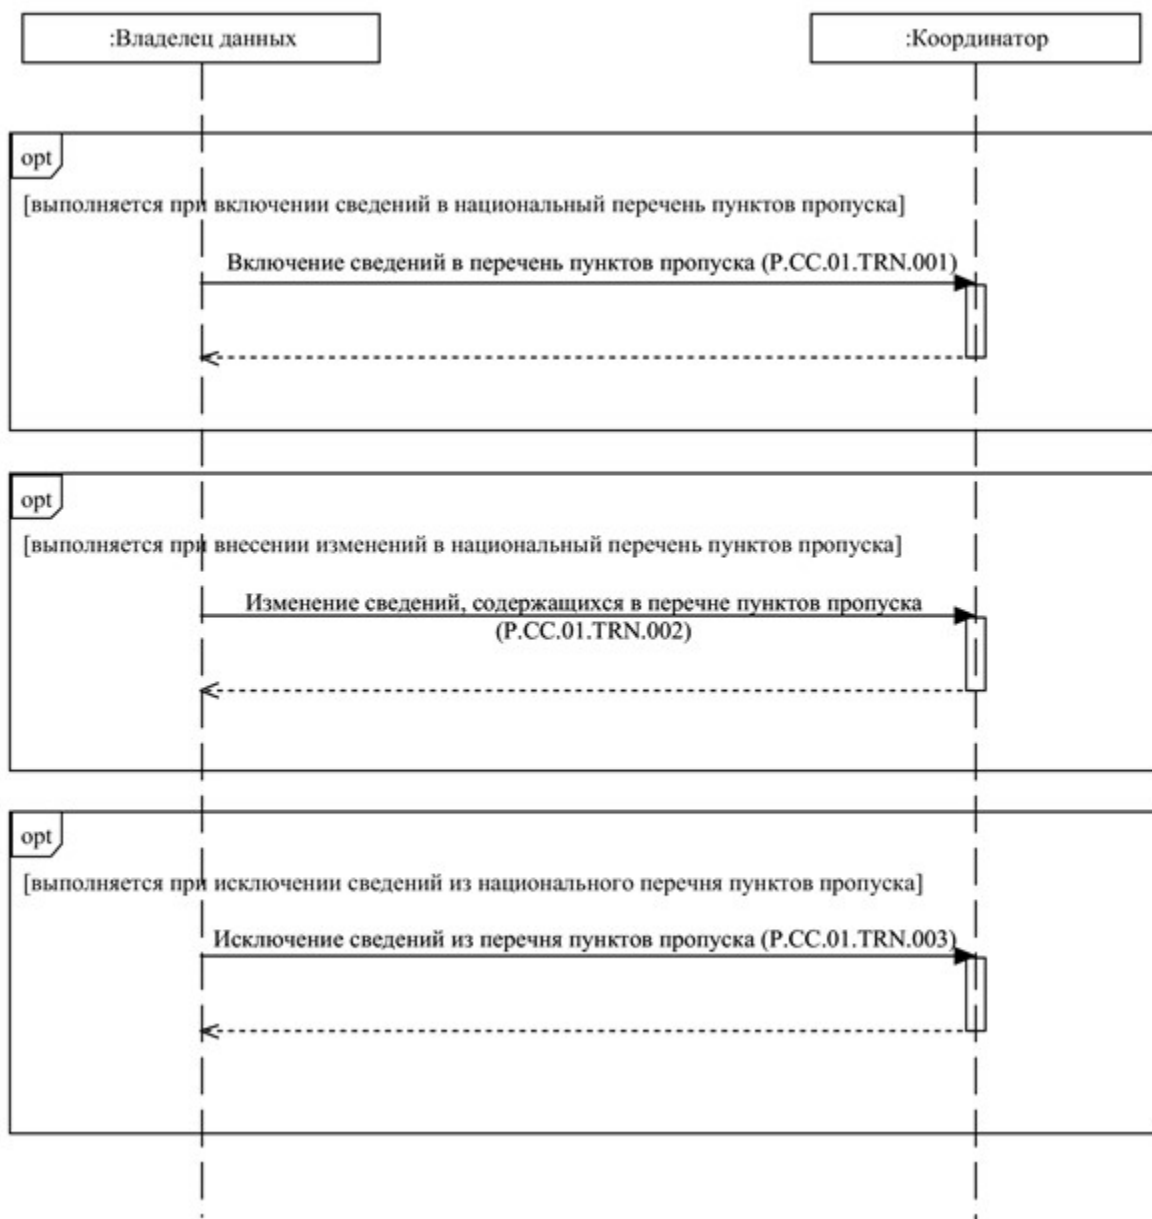 :Владелец данных
:Координатор
opt
[выполняется при включении сведений в национальный перечень пунктов пропуска]
Включение сведений в перечень пунктов пропуска (P.CC.01.TRN.001)
opt
[выполняется при внесении изменений в национальный перечень пунктов пропуска]
Изменение сведений, содержащихся в перечне пунктов пропуска
(P.CC.01.TRN.002)
opt
[выполняется при исключении сведений из национального перечня пунктов пропуска]
Исключение сведений из перечня пунктов пропуска (P.CC.01.TRN.003)